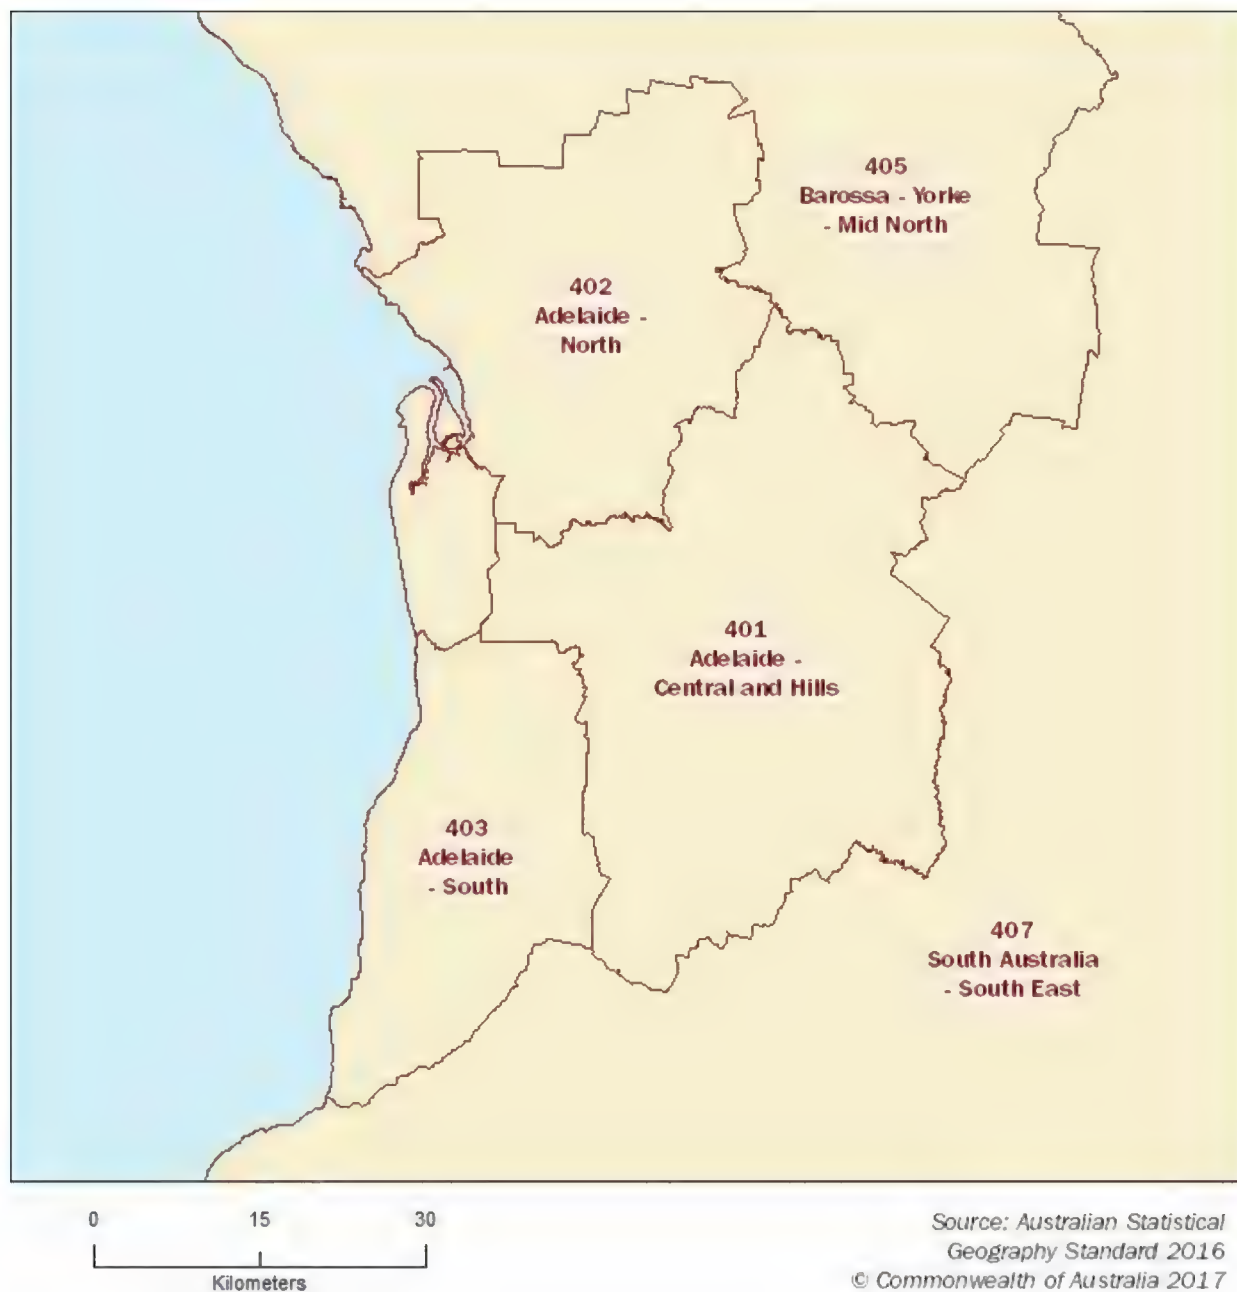 405
Barossa - Yorke
- Mid North
402
Adelaide -
North
401
Adelaide -
Central and Hills
403
Adelaide
- South
407
South Australia
- South East
0 15 30
Kilometers
Source: Australian Statistical
Geography Standard 2016
© Commonwealth of Australia 2017